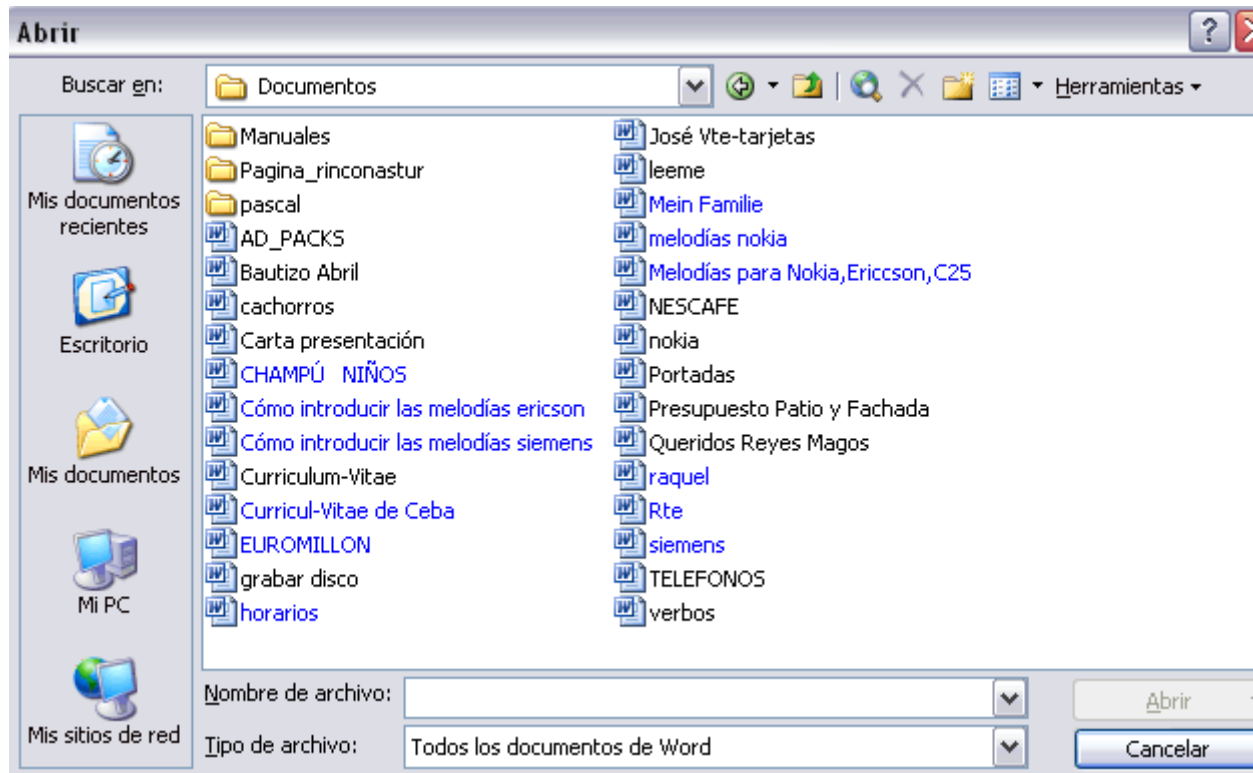 Abrir
Buscar en:
Documentos
Herramientas
Mis documentos
recientes
Escritorio
Mis documentos
Mi PC
Mis sitios de red
Manuales
Pagina_rinconastur
pascal
AD_PACKS
Bautizo Abril
cachorros
Carta presentación
CHAMPÚ NIÑOS
Cómo introducir las melodías ericson
Cómo introducir las melodías siemens
Curriculum-Vitae
Curricul-Vitae de Ceba
EUROMILLON
grabar disco
horarios
José Vte-tarjetas
leeme
Mein Familie
melodías nokia
Melodías para Nokia,Ericcson,C25
NESCAFE
nokia
Portadas
Presupuesto Patio y Fachada
Queridos Reyes Magos
raquel
Rte
siemens
TELEFONOS
verbos
Nombre de archivo:
Abrir
Tipo de archivo:
Todos los documentos de Word
Cancelar